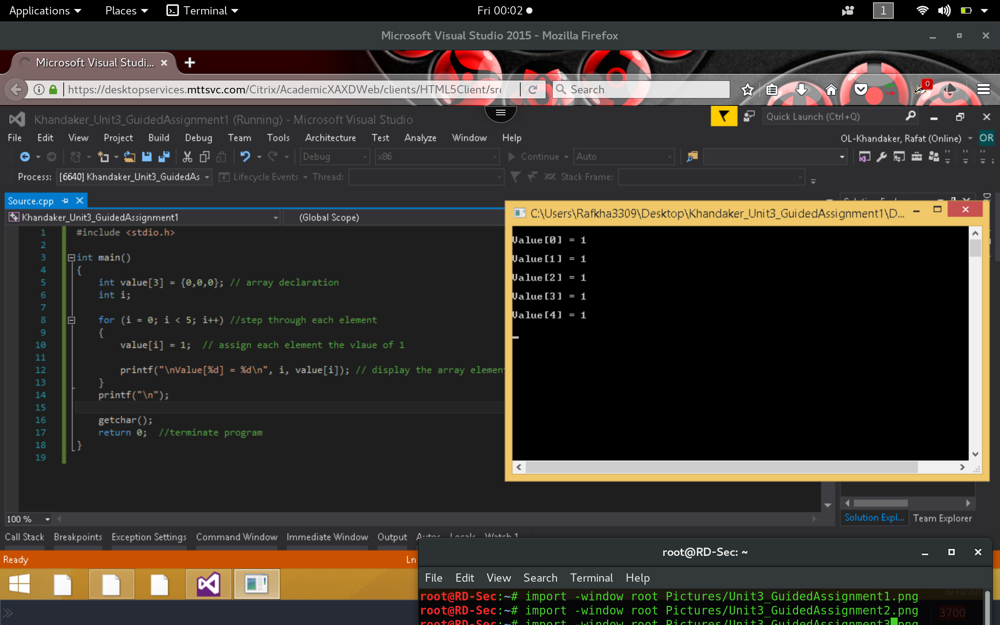 Applications Places Terminal Fri 00:02 1
Microsoft Visual Studio 2015 - Mozilla Firefox
Microsoft Visual Studi...
https://desktopservices.mttsvc.com/Citrix/AcademicXAXDWeb/clients/HTML5Client/src Search 0
Khandaker_Unit3_GuidedAssignment1 (Running) - Microsoft Visual Studio Quick Launch (Ctrl+Q)
File Edit View Project Build Debug Team Tools Architecture Test Analyze Window Help OL-Khandaker, Rafat (Online) OR
Debug x86 Continue Auto
Process: [6640] Khandaker_Unit3_GuidedAs Lifecycle Events Thread: Stack Frame:
Source.cpp
Khandaker_Unit3_GuidedAssignment1 (Global Scope)
1 #include <stdio.h>
2
3 int main()
4 {
5 int value[3] = {0,0,0}; // array declaration
6 int i;
7
8 for (i = 0; i < 5; i++) //step through each element
9 {
10 value[i] = 1; // assign each element the vlaue of 1
11
12 printf("\nValue[%d] = %d\n", i, value[i]); // display the array element
13 }
14 printf("\n");
15
16 getchar();
17 return 0; //terminate program
18 }
19
C:\Users\Rafkha3309\Desktop\Khandaker_Unit3_GuidedAssignment1\D...
Value[0] = 1
Value[1] = 1
Value[2] = 1
Value[3] = 1
Value[4] = 1
100 %
Solution Expl... Team Explorer
Call Stack Breakpoints Exception Settings Command Window Immediate Window Output Autos Locals Watch 1
Ready Ln
root@RD-Sec: ~
File Edit View Search Terminal Help
root@RD-Sec:~# import -window root Pictures/Unit3_GuidedAssignment1.png
root@RD-Sec:~# import -window root Pictures/Unit3_GuidedAssignment2.png
root@RD-Sec:~# import -window root Pictures/Unit3_GuidedAssignment3.png
3700